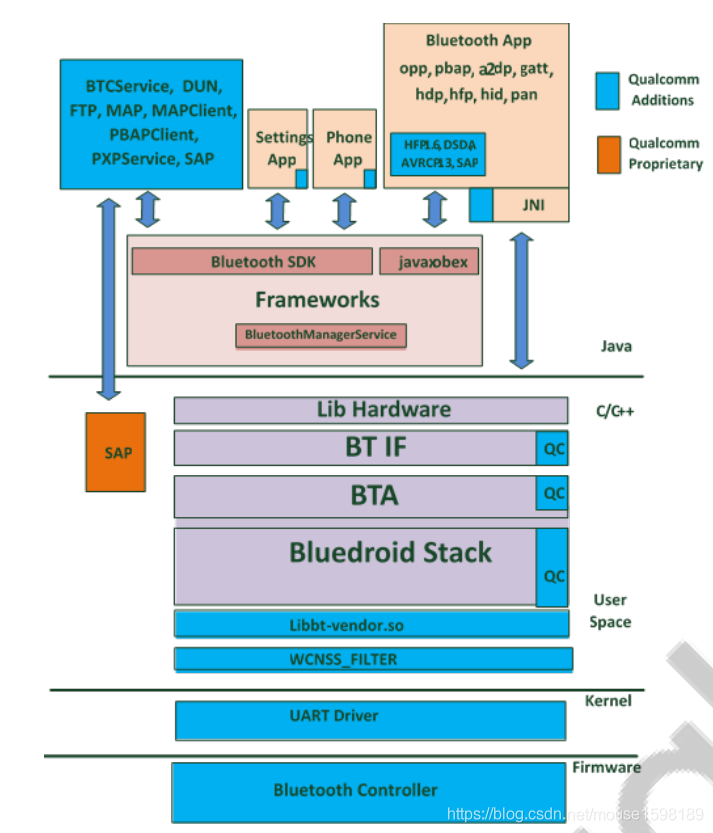 BTCService, DUN,
FTP, MAP, MAPClient,
PBAPClient,
PXPService, SAP
Settings
App
Phone
App
Bluetooth App
opp, pbap, a2dp, gatt,
hdp,hfp, hid, pan
HFP1.6, DSDA,
AVRCP1.3, SAP
JNI
Qualcomm
Additions
Qualcomm
Proprietary
Bluetooth SDK
javaxobex
Frameworks
BluetoothManagerService
Java
C/C++
SAP
Lib Hardware
BT IF
QC
BTA
QC
Bluedroid Stack
QC
User
Space
Libbt-vendor.so
WCNSS_FILTER
Kernel
UART Driver
Firmware
Bluetooth Controller
https://blog.csdn.net/mouse1598189